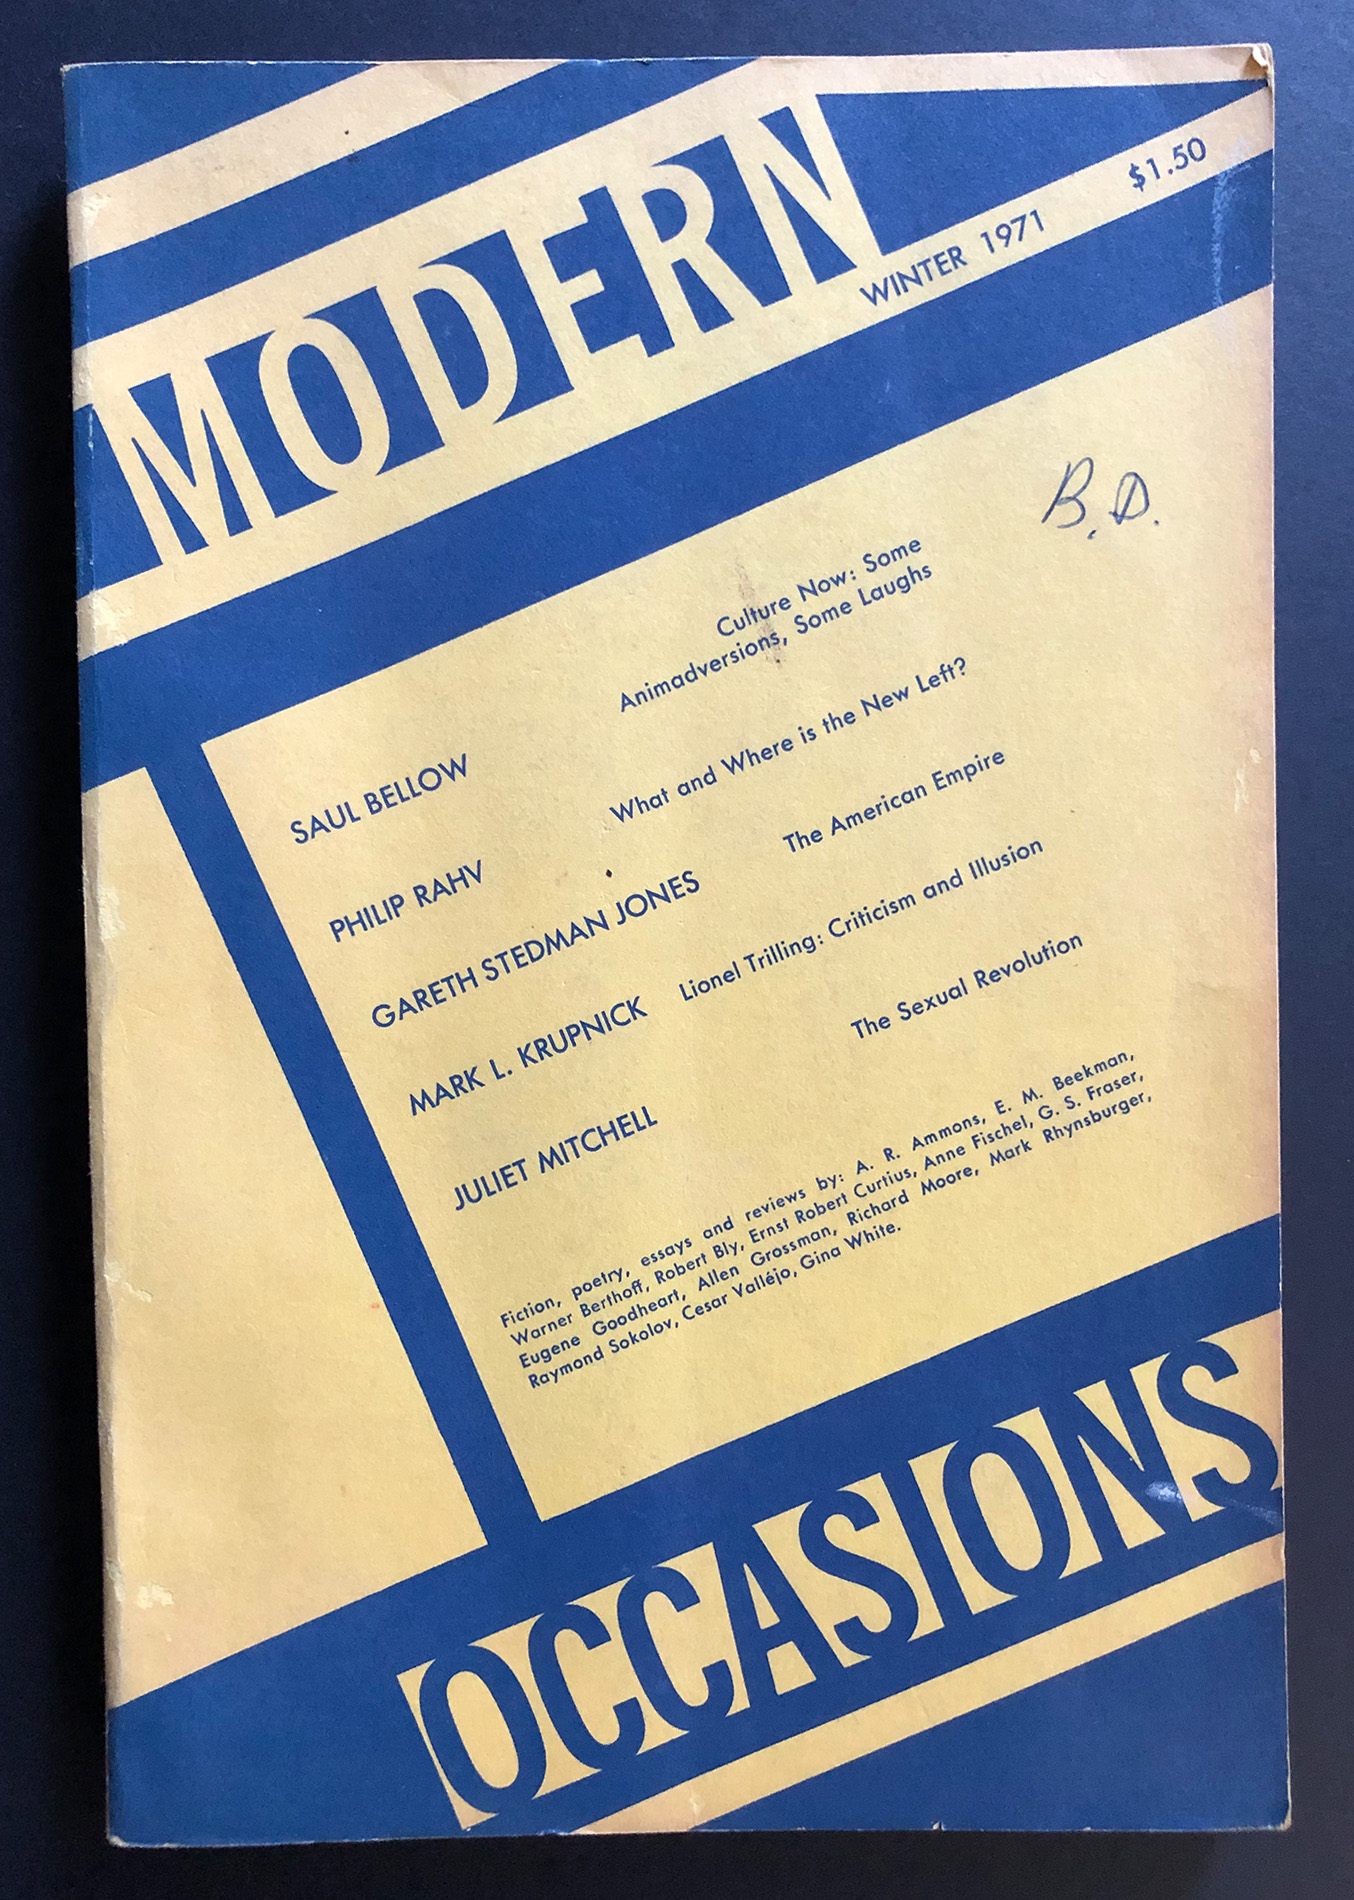 MODERN
WINTER 1971 $1.50
B.D.
Culture Now: Some
Animadversions, Some Laughs
SAUL BELLOW
What and Where is the New Left?
PHILIP RAHV
The American Empire
GARETH STEDMAN JONES
Lionel Trilling: Criticism and Illusion
MARK L. KRUPNICK
The Sexual Revolution
JULIET MITCHELL
Fiction, poetry, essays and reviews by: A. R. Ammons, E. M. Beekman,
Warner Berthoff, Robert Bly, Ernst Robert Curtius, Anne Fischel, G. S. Fraser,
Eugene Goodheart, Allen Grossman, Richard Moore, Mark Rhynsburger,
Raymond Sokolov, Cesar Valléjo, Gina White.
OCCASIONS